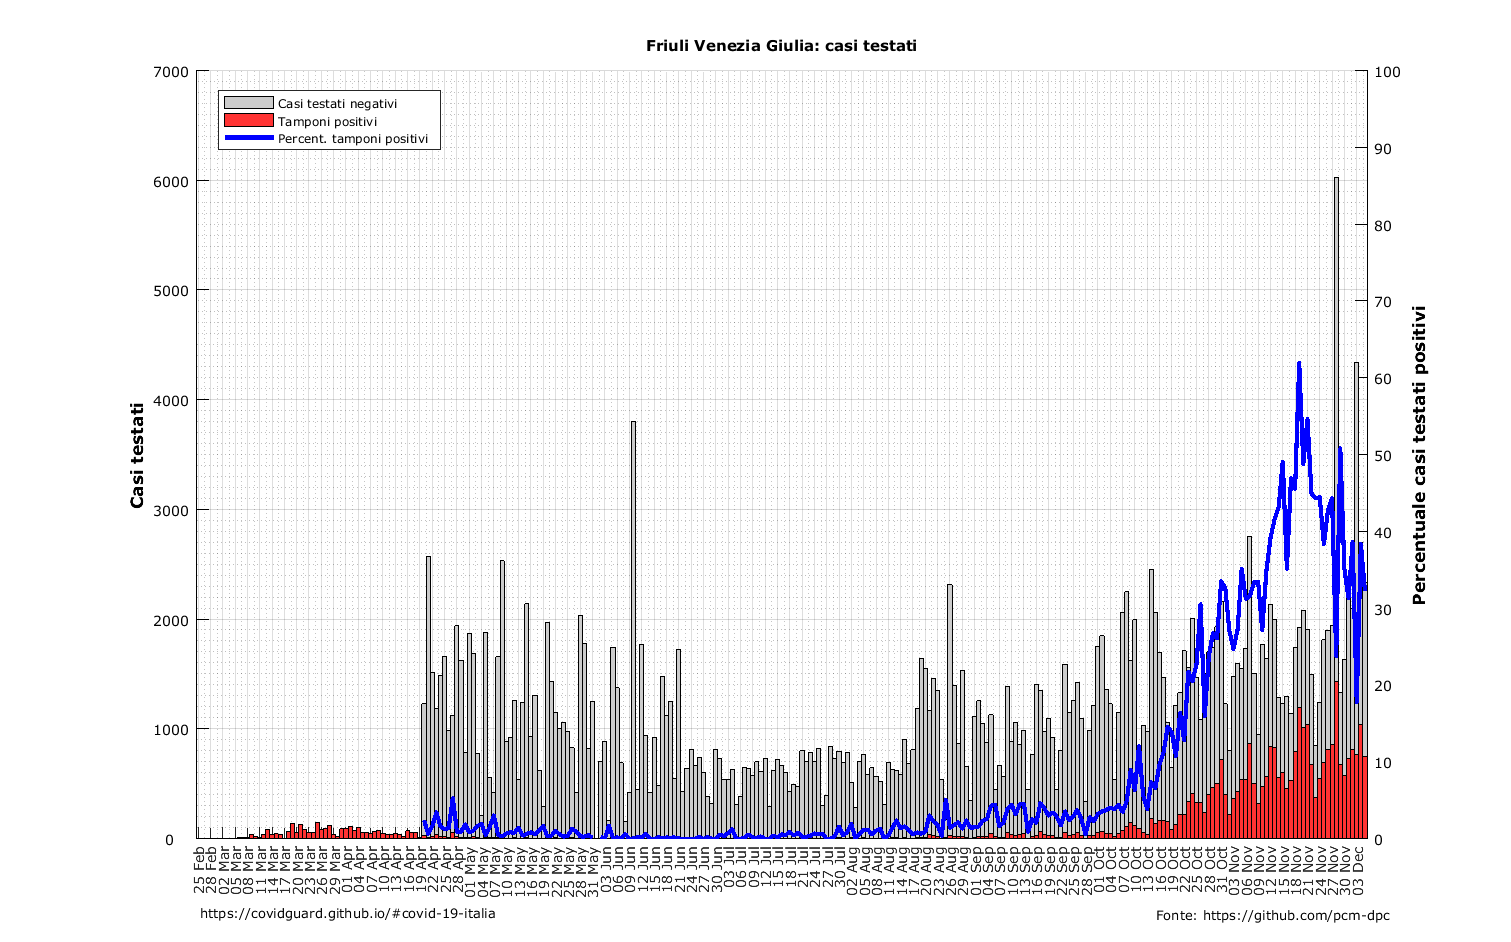 Friuli Venezia Giulia: casi testati
Casi testati negativi
Tamponi positivi
Percent. tamponi positivi
7000
6000
5000
4000
3000
2000
1000
0
Casi testati
100
90
80
70
60
50
40
30
20
10
0
Percentuale casi testati positivi
25 Feb
28 Feb
02 Mar
05 Mar
08 Mar
11 Mar
14 Mar
17 Mar
20 Mar
23 Mar
26 Mar
29 Mar
01 Apr
04 Apr
07 Apr
10 Apr
13 Apr
16 Apr
19 Apr
22 Apr
25 Apr
28 Apr
01 May
04 May
07 May
10 May
13 May
16 May
19 May
22 May
25 May
28 May
31 May
03 Jun
06 Jun
09 Jun
12 Jun
15 Jun
18 Jun
21 Jun
24 Jun
27 Jun
30 Jun
03 Jul
06 Jul
09 Jul
12 Jul
15 Jul
18 Jul
21 Jul
24 Jul
27 Jul
30 Jul
02 Aug
05 Aug
08 Aug
11 Aug
14 Aug
17 Aug
20 Aug
23 Aug
26 Aug
29 Aug
01 Sep
04 Sep
07 Sep
10 Sep
13 Sep
16 Sep
19 Sep
22 Sep
25 Sep
28 Sep
01 Oct
04 Oct
07 Oct
10 Oct
13 Oct
16 Oct
19 Oct
22 Oct
25 Oct
28 Oct
31 Oct
03 Nov
06 Nov
09 Nov
12 Nov
15 Nov
18 Nov
21 Nov
24 Nov
27 Nov
30 Nov
03 Dec
https://covidguard.github.io/#covid-19-italia
Fonte: https://github.com/pcm-dpc